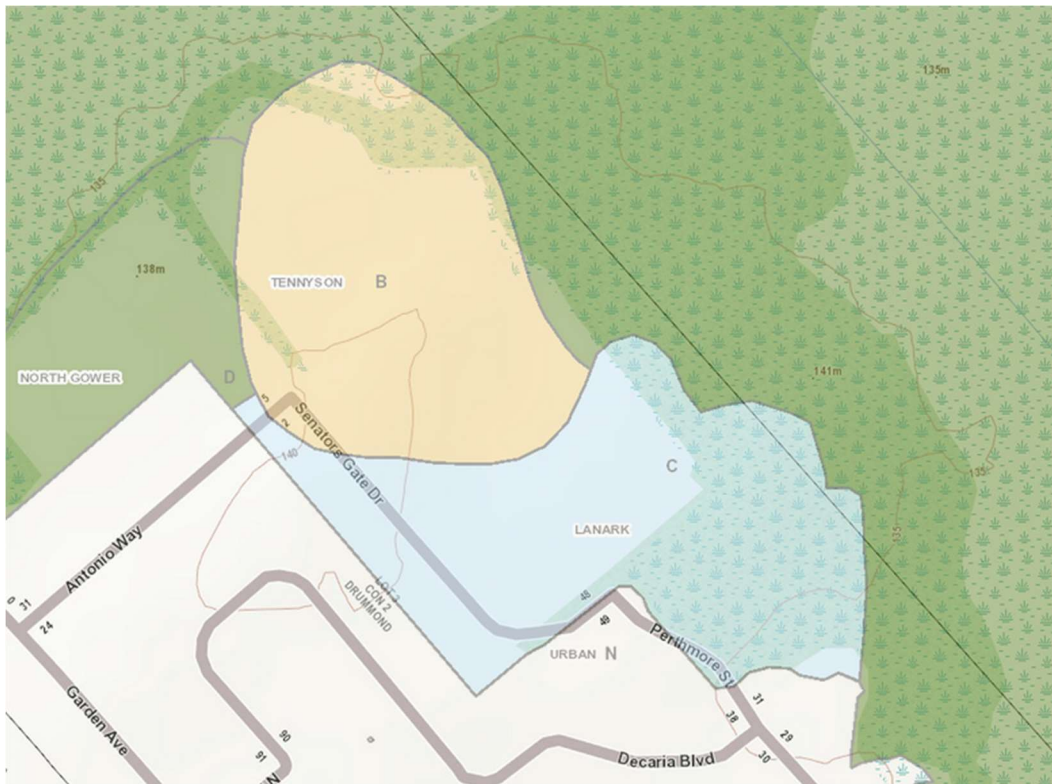 135m
135
138m
TENNYSON B
NORTH GOWER
D
141m
5
2
Senators Gate Dr
140
C
135
LANARK
135
Antonio Way
LOT 3
CON 2
DRUMMOND
31
24
48
49
URBAN N
Perthmore St
Garden Ave
31
38
29
30
90
91
Decaria Blvd
N